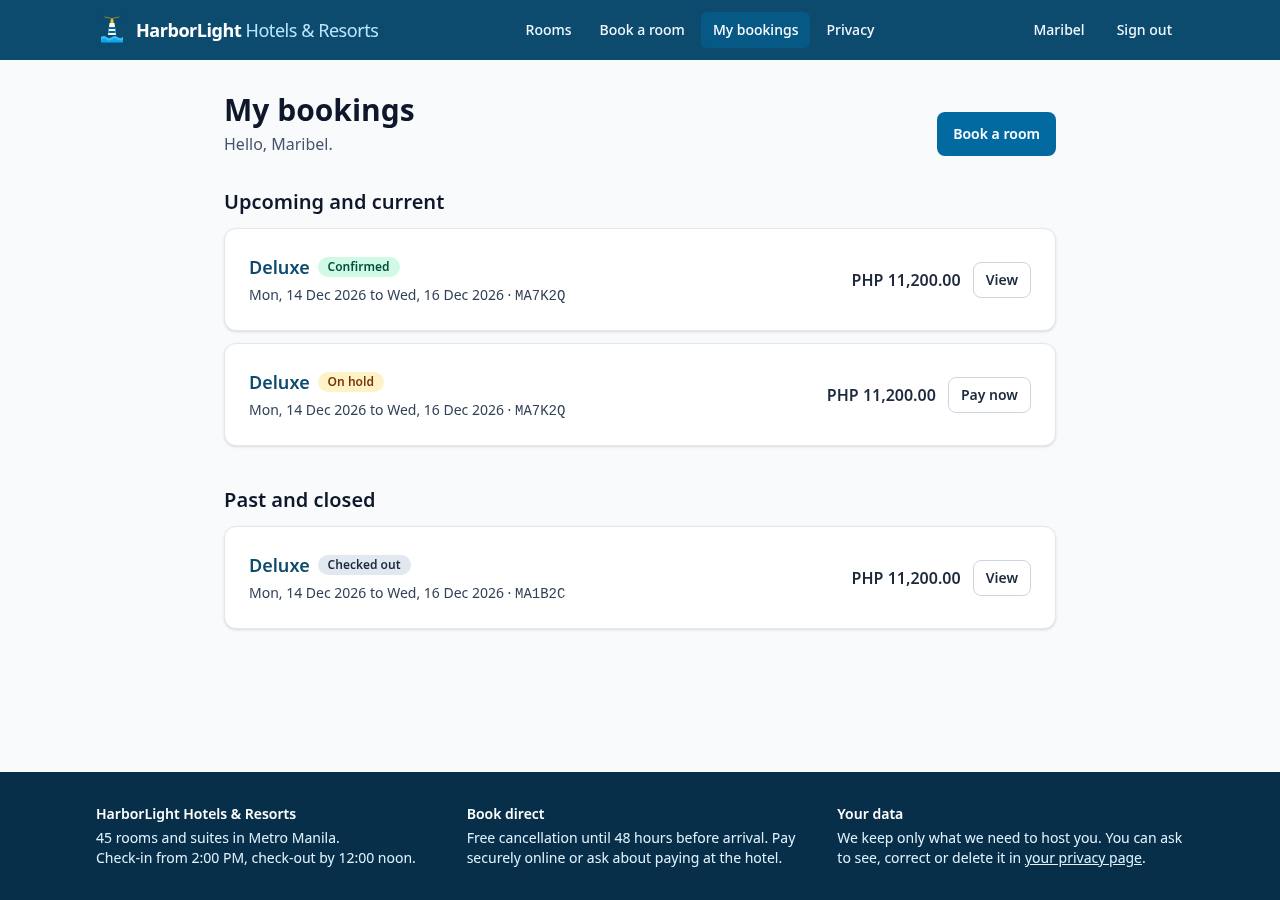 HarborLight Hotels & Resorts
Rooms
Book a room
My bookings
Privacy
Maribel
Sign out
My bookings
Hello, Maribel.
Book a room
Upcoming and current
Deluxe Confirmed
Mon, 14 Dec 2026 to Wed, 16 Dec 2026 · MA7K2Q
PHP 11,200.00
View
Deluxe On hold
Mon, 14 Dec 2026 to Wed, 16 Dec 2026 · MA7K2Q
PHP 11,200.00
Pay now
Past and closed
Deluxe Checked out
Mon, 14 Dec 2026 to Wed, 16 Dec 2026 · MA1B2C
PHP 11,200.00
View
HarborLight Hotels & Resorts
45 rooms and suites in Metro Manila.
Check-in from 2:00 PM, check-out by 12:00 noon.
Book direct
Free cancellation until 48 hours before arrival. Pay
securely online or ask about paying at the hotel.
Your data
We keep only what we need to host you. You can ask
to see, correct or delete it in your privacy page.